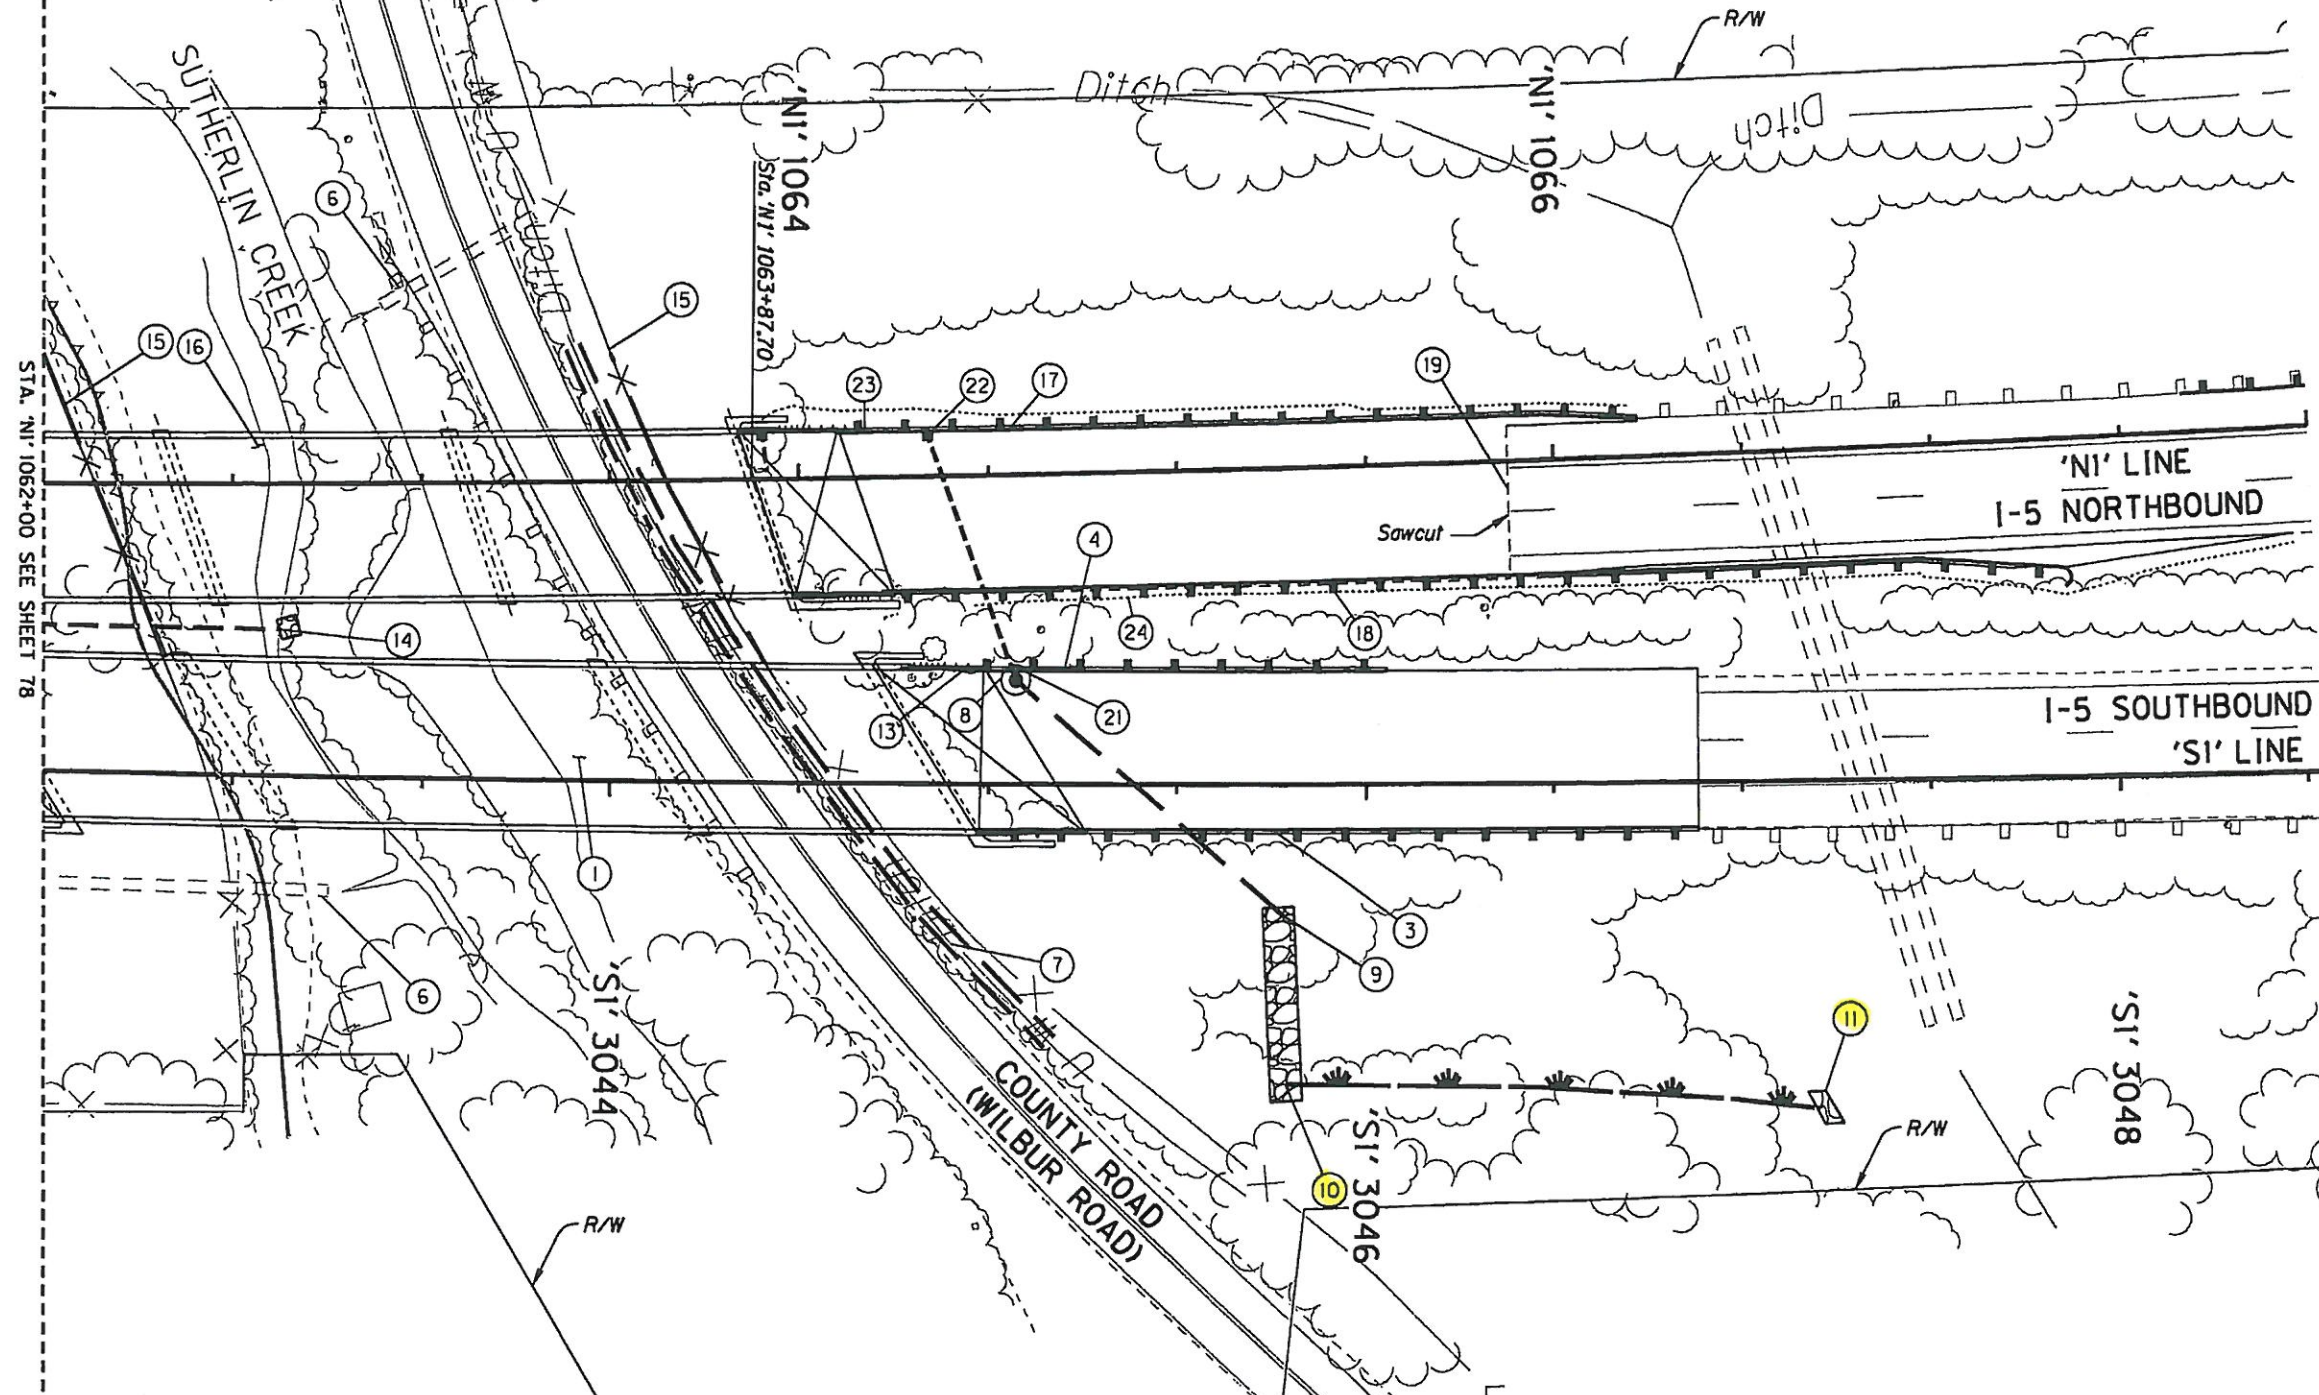 R/W
Ditch
'N1' 1064
'N1' 1066
Ditch
SUTHERLIN CREEK
Ditch
Sta. 'N1' 1063+87.70
6
15
15
16
23
22
17
19
'N1' LINE
I-5 NORTHBOUND
Sawcut
4
STA. 'N1' 1062+00 SEE SHEET 78
14
24
18
13
8
21
I-5 SOUTHBOUND
'S1' LINE
1
3
7
9
6
'S1' 3044
11
'S1' 3048
COUNTY ROAD
(WILBUR ROAD)
10
'S1' 3046
R/W
R/W